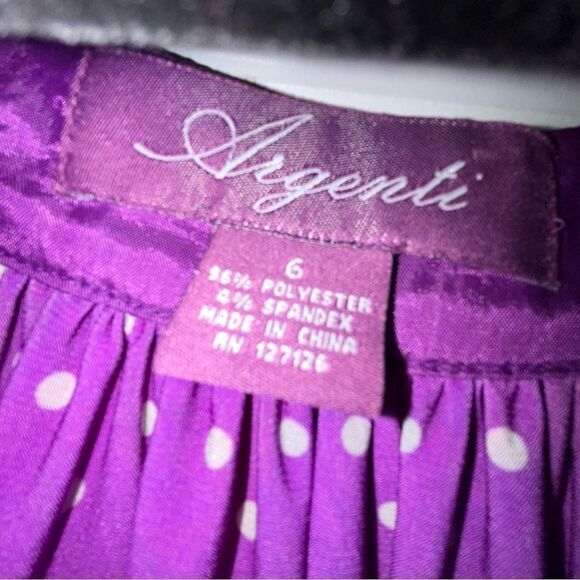 Argenti
6
96% POLYESTER
4% SPANDEX
MADE IN CHINA
RN 127126